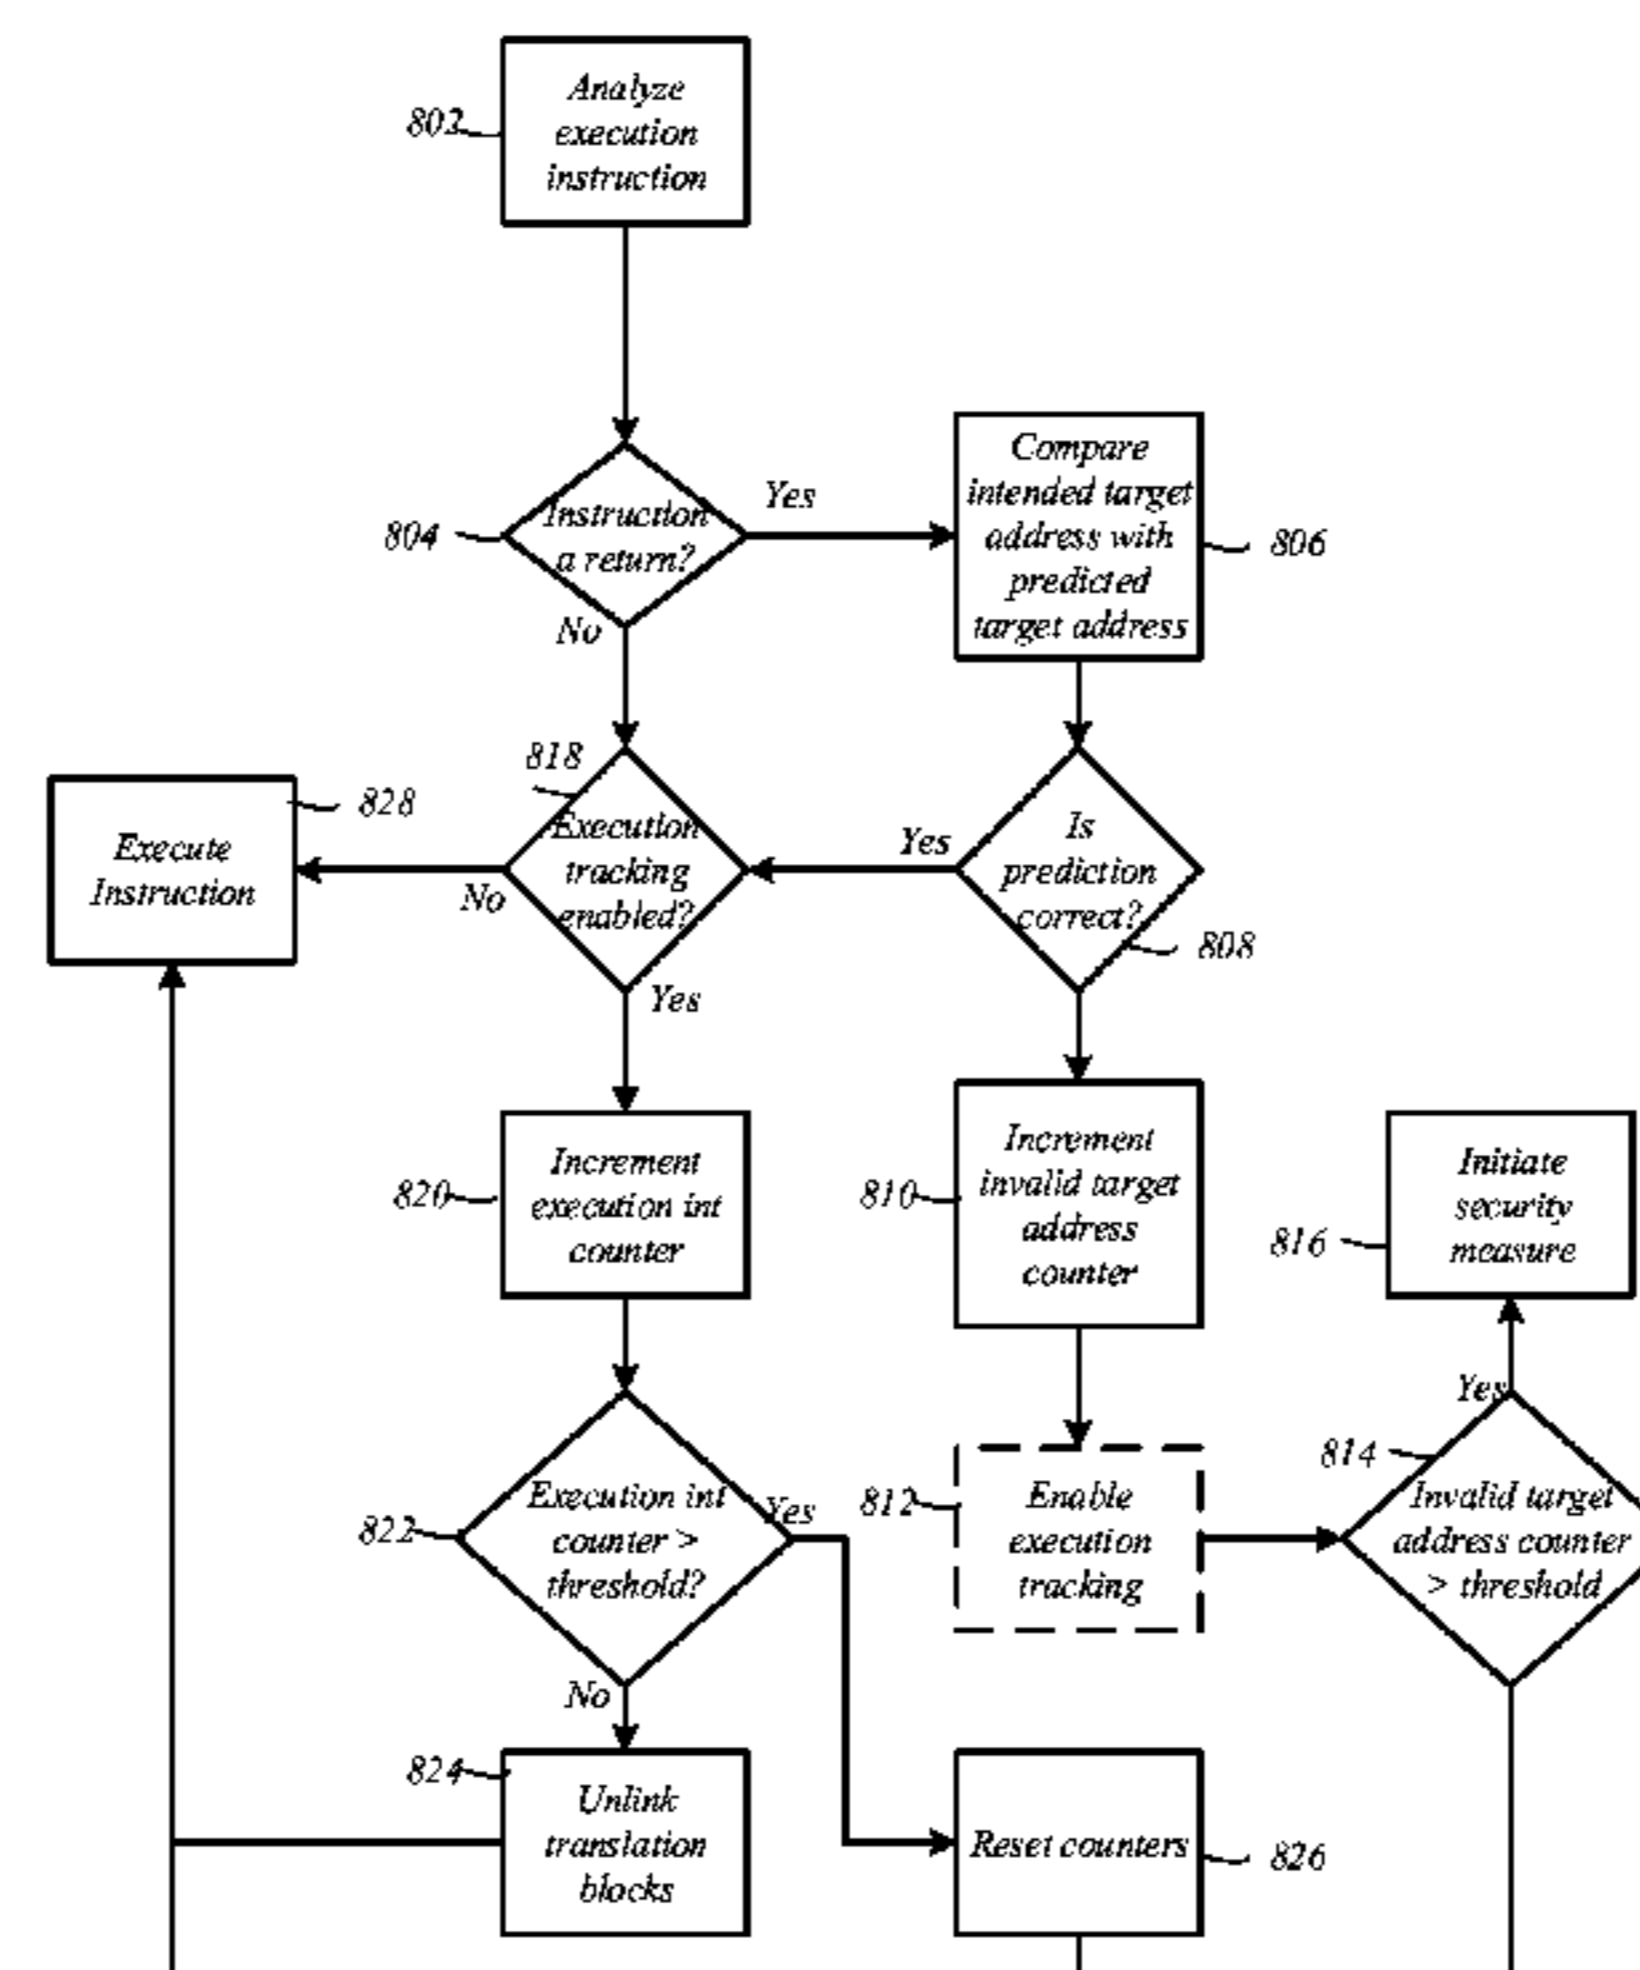 Analyze
execution
instruction
802
Instruction
a return?
804
Yes
No
Compare
intended target
address with
predicted
target address
806
818
Execution
tracking
enabled?
Yes
Is
prediction
correct?
808
828
Execute
Instruction
No
Yes
Increment
execution int
counter
820
Increment
invalid target
address
counter
810
Initiate
security
measure
816
Yes
814
Invalid target
address counter
> threshold
Enable
execution
tracking
812
Execution int
counter >
threshold?
822
Yes
No
824
Unlink
translation
blocks
Reset counters
826